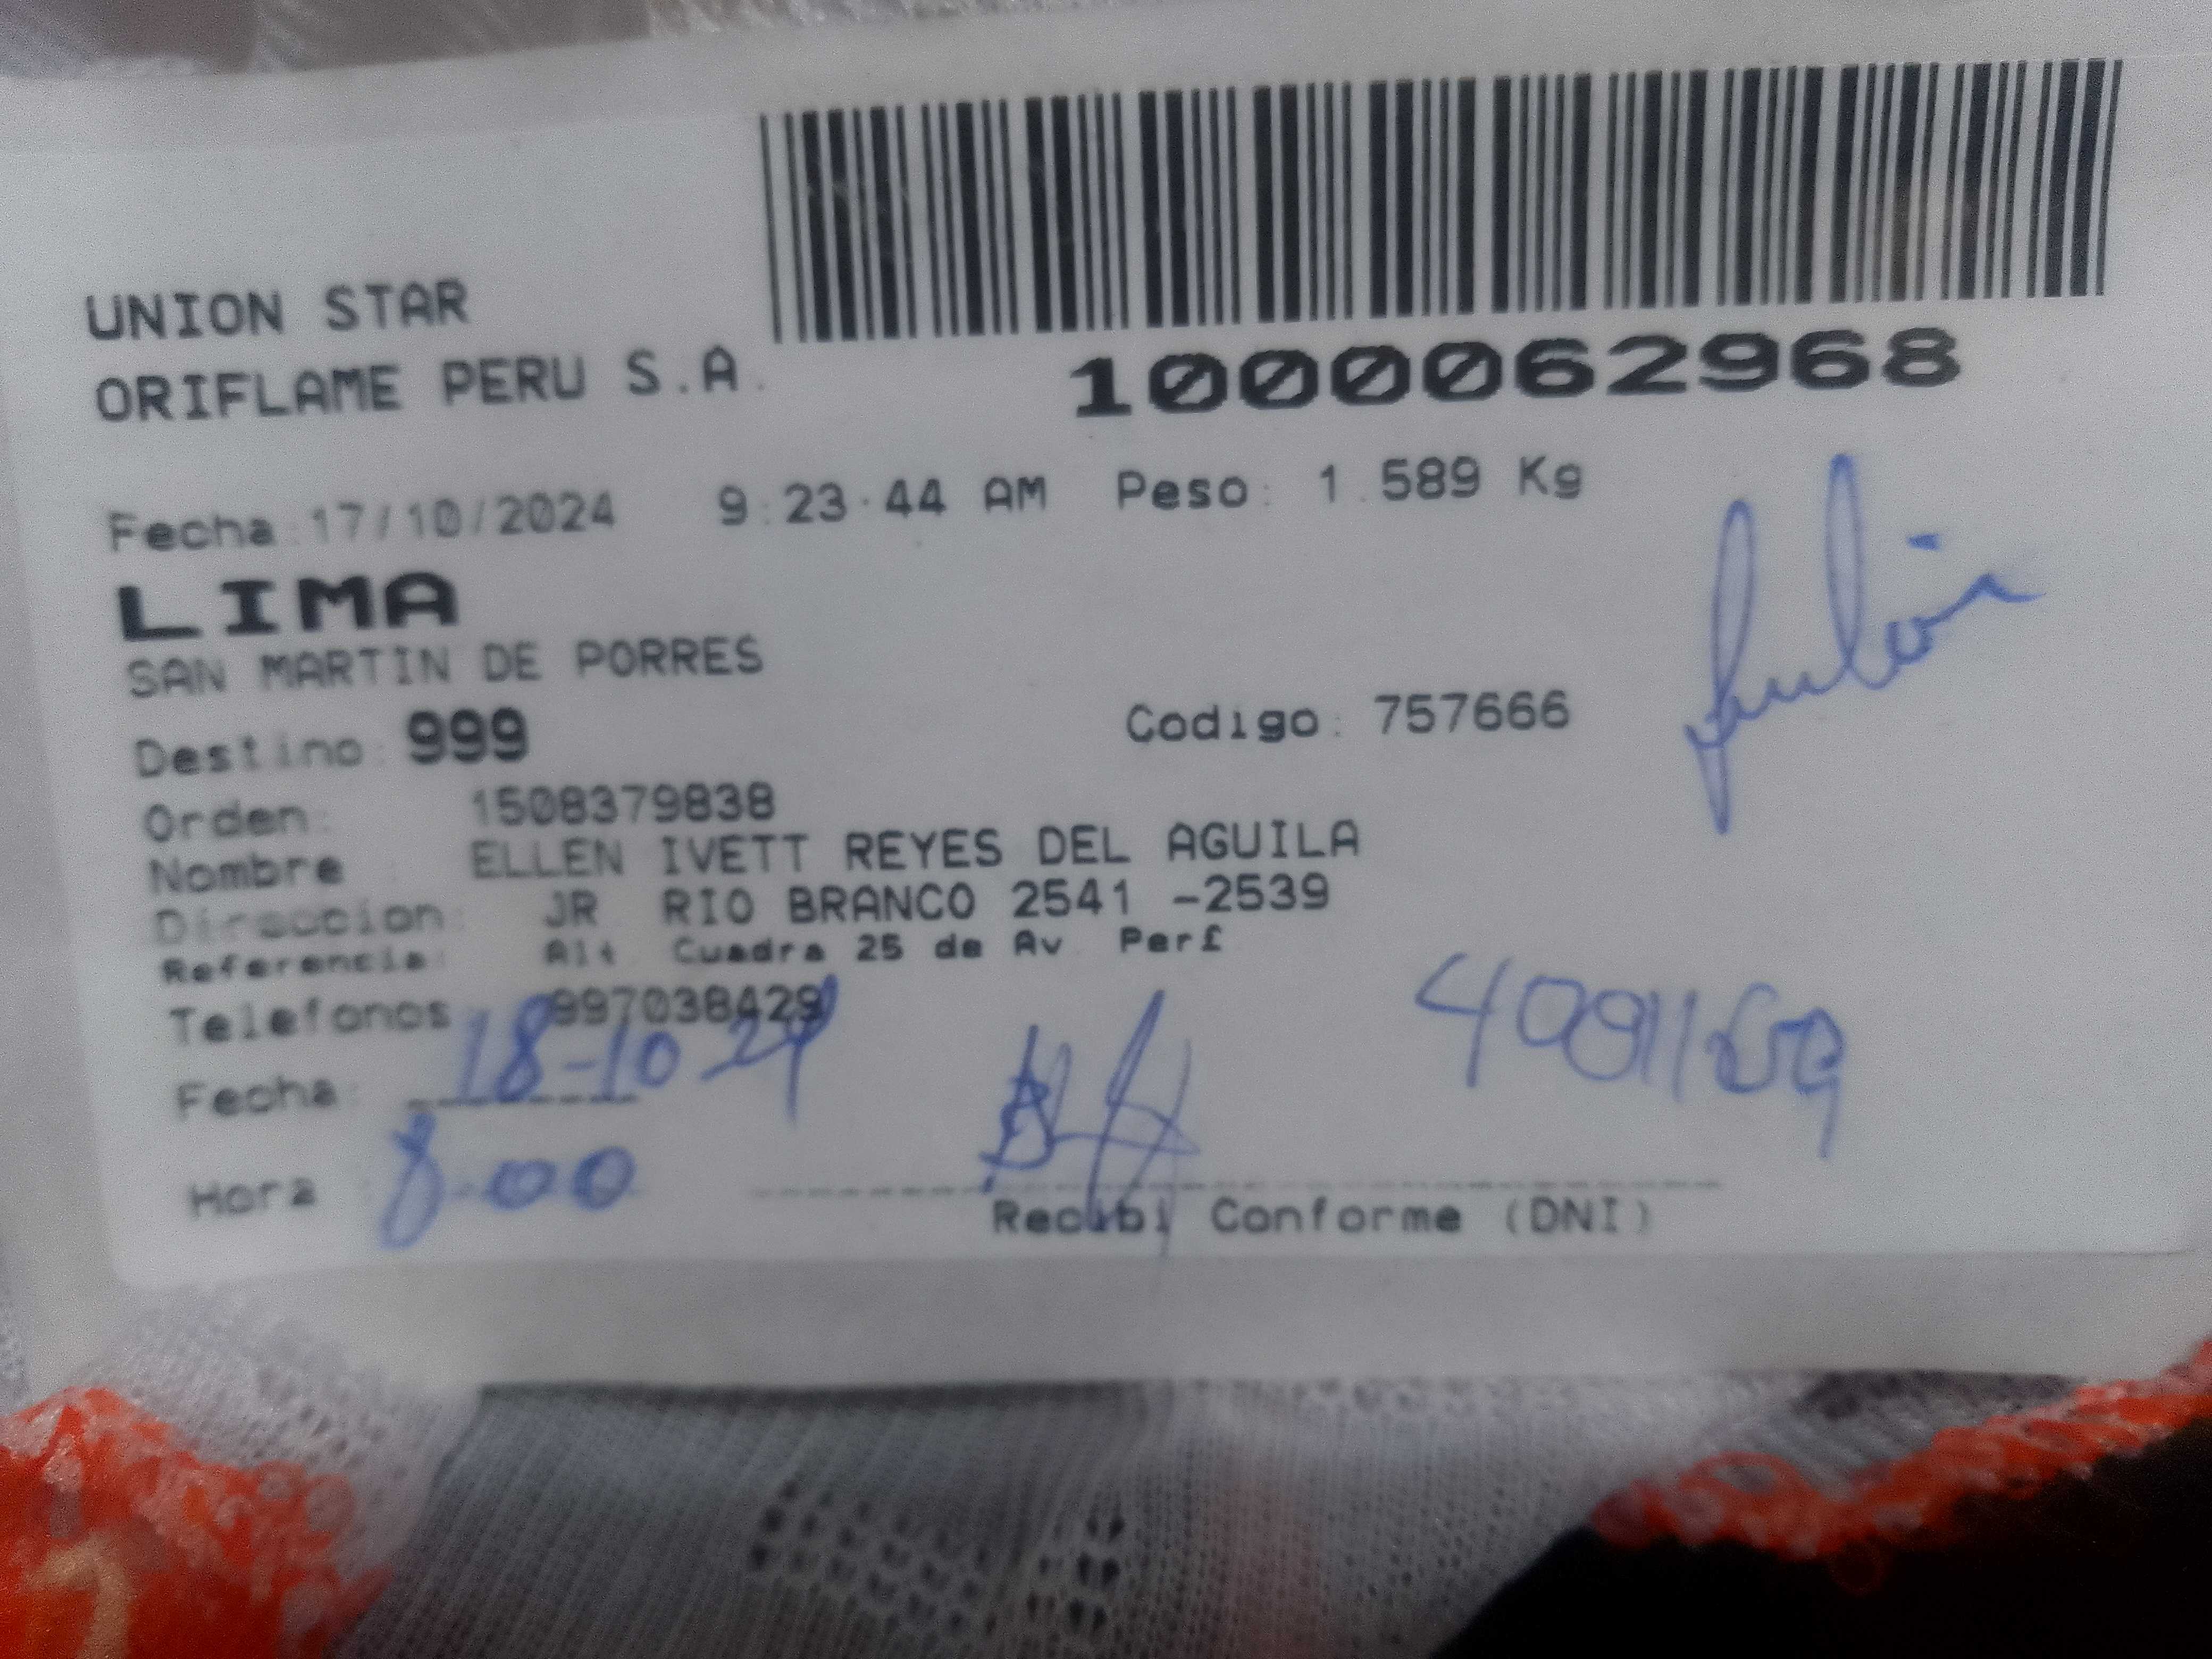 UNION STAR
ORIFLAME PERU S.A.
1000062968
Fecha:17/10/2024 9:23:44 AM Peso: 1.589 Kg
LIMA
SAN MARTIN DE PORRES
Destino: 999 Codigo: 757666
Orden: 1508379838
Nombre : ELLEN IVETT REYES DEL AGUILA
Direccion: JR. RIO BRANCO 2541 -2539
Referencia: Alt. Cuadra 25 de Av. Per£
Telefonos: 997038429
Fecha: 18-10 24
Hora : 8-00
Recibi Conforme (DNI)